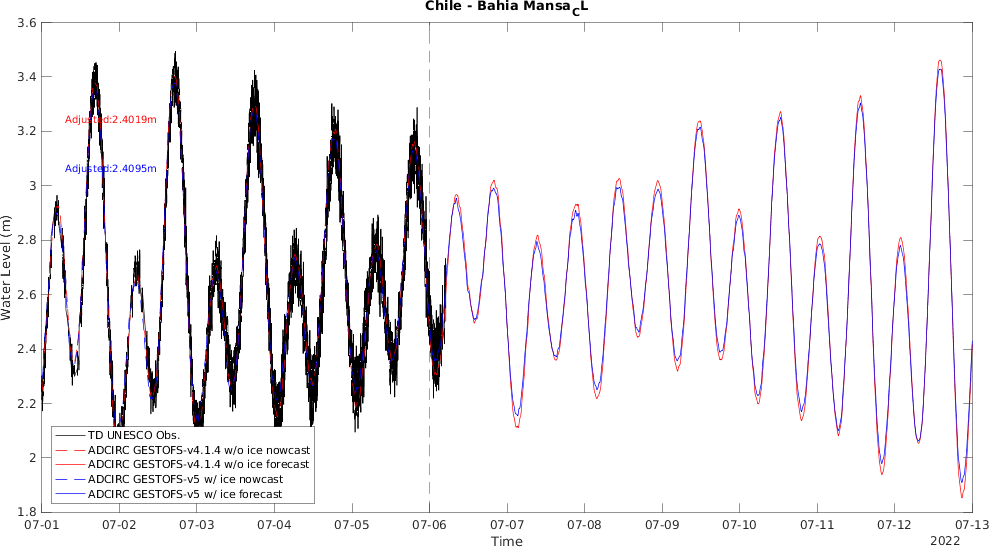 Chile - Bahia MansaCL
3.6
3.4
3.2
3
2.8
2.6
2.4
2.2
2
1.8
Water Level (m)
Adjusted:2.4019m
Adjusted:2.4095m
TD UNESCO Obs.
ADCIRC GESTOFS-v4.1.4 w/o ice nowcast
ADCIRC GESTOFS-v4.1.4 w/o ice forecast
ADCIRC GESTOFS-v5 w/ ice nowcast
ADCIRC GESTOFS-v5 w/ ice forecast
07-01 07-02 07-03 07-04 07-05 07-06 07-07 07-08 07-09 07-10 07-11 07-12 07-13
Time
2022